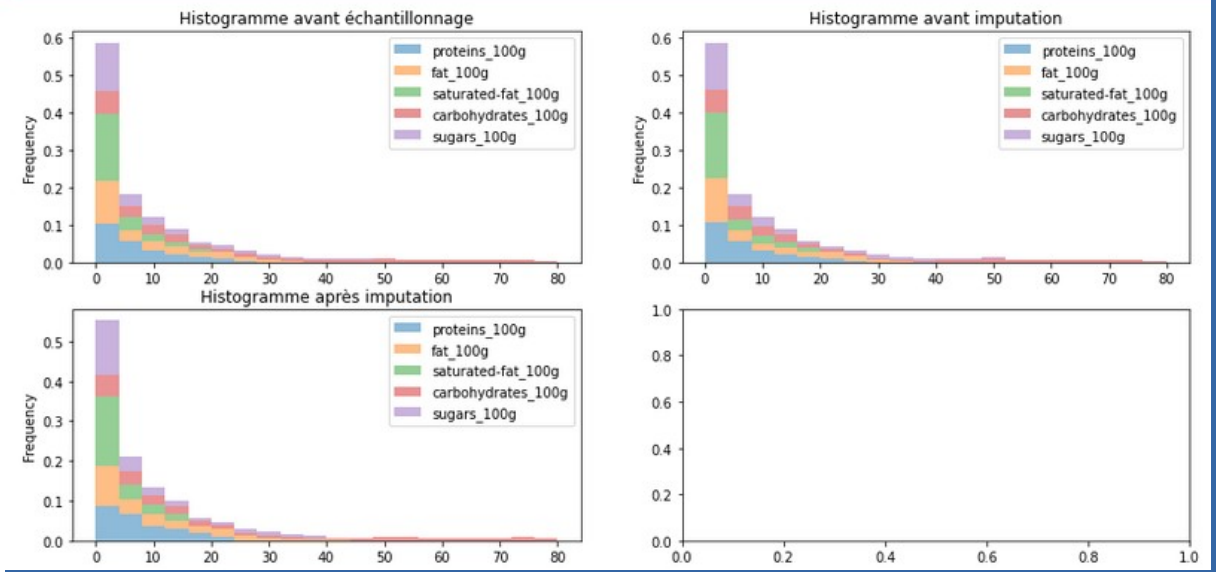 Histogramme avant échantillonnage
0.6
0.5
0.4
0.3
0.2
0.1
0.0
Frequency
proteins_100g
fat_100g
saturated-fat_100g
carbohydrates_100g
sugars_100g
0 10 20 30 40 50 60 70 80
Histogramme avant imputation
0.6
0.5
0.4
0.3
0.2
0.1
0.0
Frequency
proteins_100g
fat_100g
saturated-fat_100g
carbohydrates_100g
sugars_100g
0 10 20 30 40 50 60 70 80
Histogramme après imputation
0.5
0.4
0.3
0.2
0.1
0.0
Frequency
proteins_100g
fat_100g
saturated-fat_100g
carbohydrates_100g
sugars_100g
0 10 20 30 40 50 60 70 80
1.0
0.8
0.6
0.4
0.2
0.0
0.0 0.2 0.4 0.6 0.8 1.0